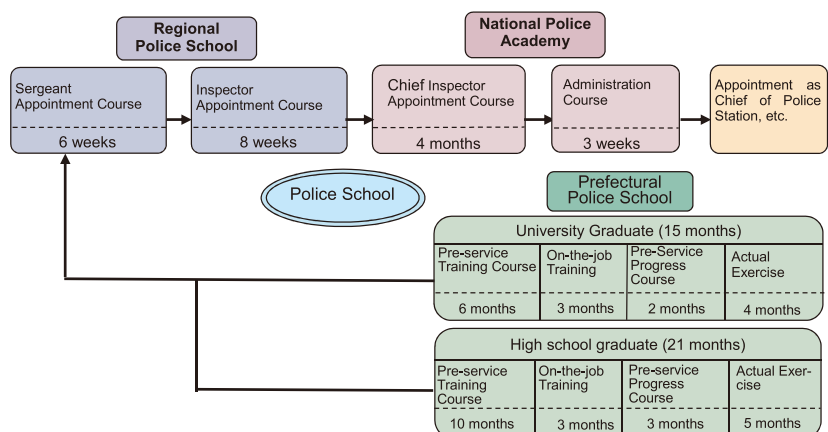 Regional
Police School
National Police
Academy
Sergeant
Appointment Course
6 weeks
Inspector
Appointment Course
8 weeks
Chief Inspector
Appointment Course
4 months
Administration
Course
3 weeks
Appointment as
Chief of Police
Station, etc.
Police School
Prefectural
Police School
University Graduate (15 months)
Pre-service
Training Course
6 months
On-the-job
Training
3 months
Pre-Service
Progress
Course
2 months
Actual
Exercise
4 months
High school graduate (21 months)
Pre-service
Training
Course
10 months
On-the-job
Training
3 months
Pre-service
Progress
Course
3 months
Actual Exer-
cise
5 months